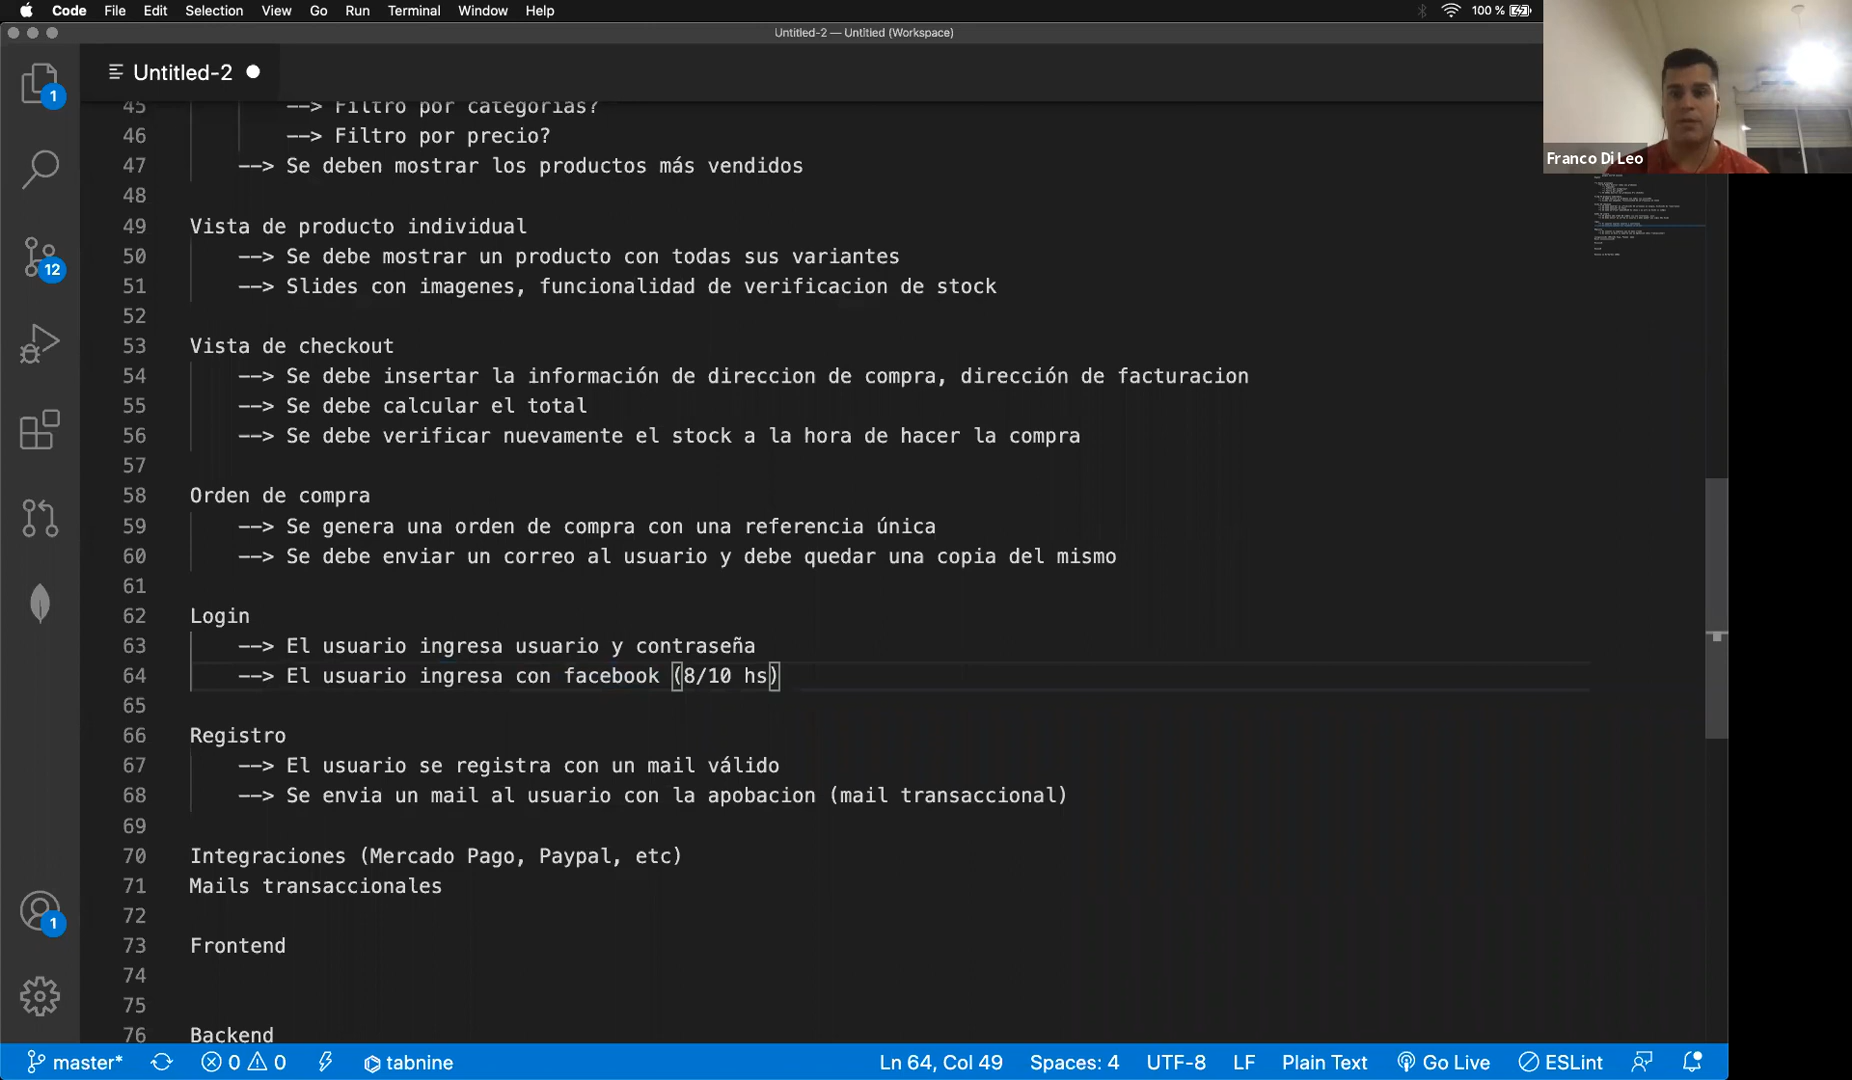 Code File Edit Selection View Go Run Terminal Window Help 100 %
Untitled-2 — Untitled (Workspace)
Untitled-2
1
12
1
Franco Di Leo
45 --> Filtro por categorias?
46 --> Filtro por precio?
47 --> Se deben mostrar los productos más vendidos
48
49 Vista de producto individual
50 --> Se debe mostrar un producto con todas sus variantes
51 --> Slides con imagenes, funcionalidad de verificacion de stock
52
53 Vista de checkout
54 --> Se debe insertar la información de direccion de compra, dirección de facturacion
55 --> Se debe calcular el total
56 --> Se debe verificar nuevamente el stock a la hora de hacer la compra
57
58 Orden de compra
59 --> Se genera una orden de compra con una referencia única
60 --> Se debe enviar un correo al usuario y debe quedar una copia del mismo
61
62 Login
63 --> El usuario ingresa usuario y contraseña
64 --> El usuario ingresa con facebook (8/10 hs)
65
66 Registro
67 --> El usuario se registra con un mail válido
68 --> Se envia un mail al usuario con la apobacion (mail transaccional)
69
70 Integraciones (Mercado Pago, Paypal, etc)
71 Mails transaccionales
72
73 Frontend
74
75
76 Backend
master* 0 0 tabnine Ln 64, Col 49 Spaces: 4 UTF-8 LF Plain Text Go Live ESLint